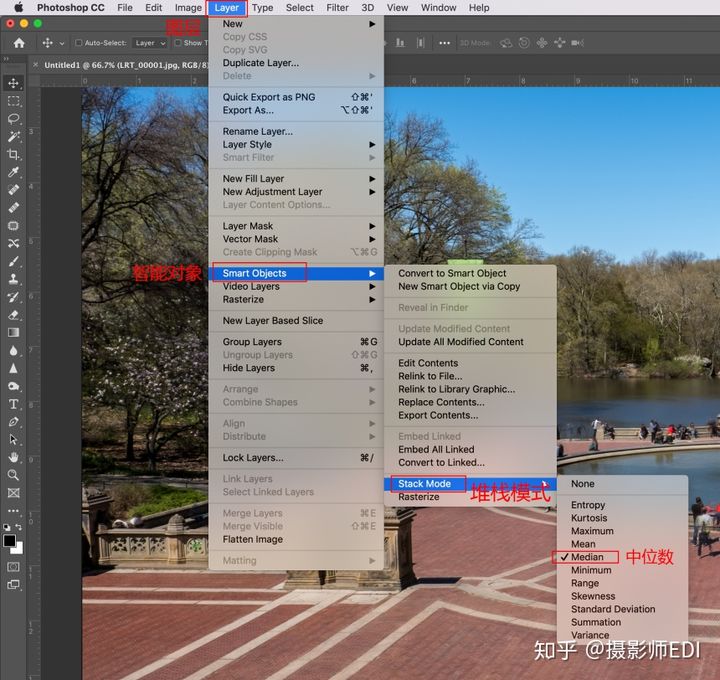 Photoshop CC File Edit Image Layer Type Select Filter 3D View Window Help
图层
Auto-Select: Layer Show T
3D Mode:
× Untitled1 @ 66.7% (LRT_00001.jpg, RGB/8
New
Copy CSS
Copy SVG
Duplicate Layer...
Delete
Quick Export as PNG ⇧⌘'
Export As... ⌥⇧⌘'
Rename Layer...
Layer Style
Smart Filter
New Fill Layer
New Adjustment Layer
Layer Content Options...
Layer Mask
Vector Mask
Create Clipping Mask ⌥⌘G
智能对象
Smart Objects
Video Layers
Rasterize
New Layer Based Slice
Group Layers ⌘G
Ungroup Layers ⇧⌘G
Hide Layers ⌘,
Arrange
Combine Shapes
Align
Distribute
Lock Layers... ⌘/
Link Layers
Select Linked Layers
Merge Layers ⌘E
Merge Visible ⇧⌘E
Flatten Image
Matting
Convert to Smart Object
New Smart Object via Copy
Reveal in Finder
Update Modified Content
Update All Modified Content
Edit Contents
Relink to File...
Relink to Library Graphic...
Replace Contents...
Export Contents...
Embed Linked
Embed All Linked
Convert to Linked...
Stack Mode
堆栈模式
Rasterize
None
Entropy
Kurtosis
Maximum
Mean
✓ Median
中位数
Minimum
Range
Skewness
Standard Deviation
Summation
Variance
知乎 @摄影师EDI